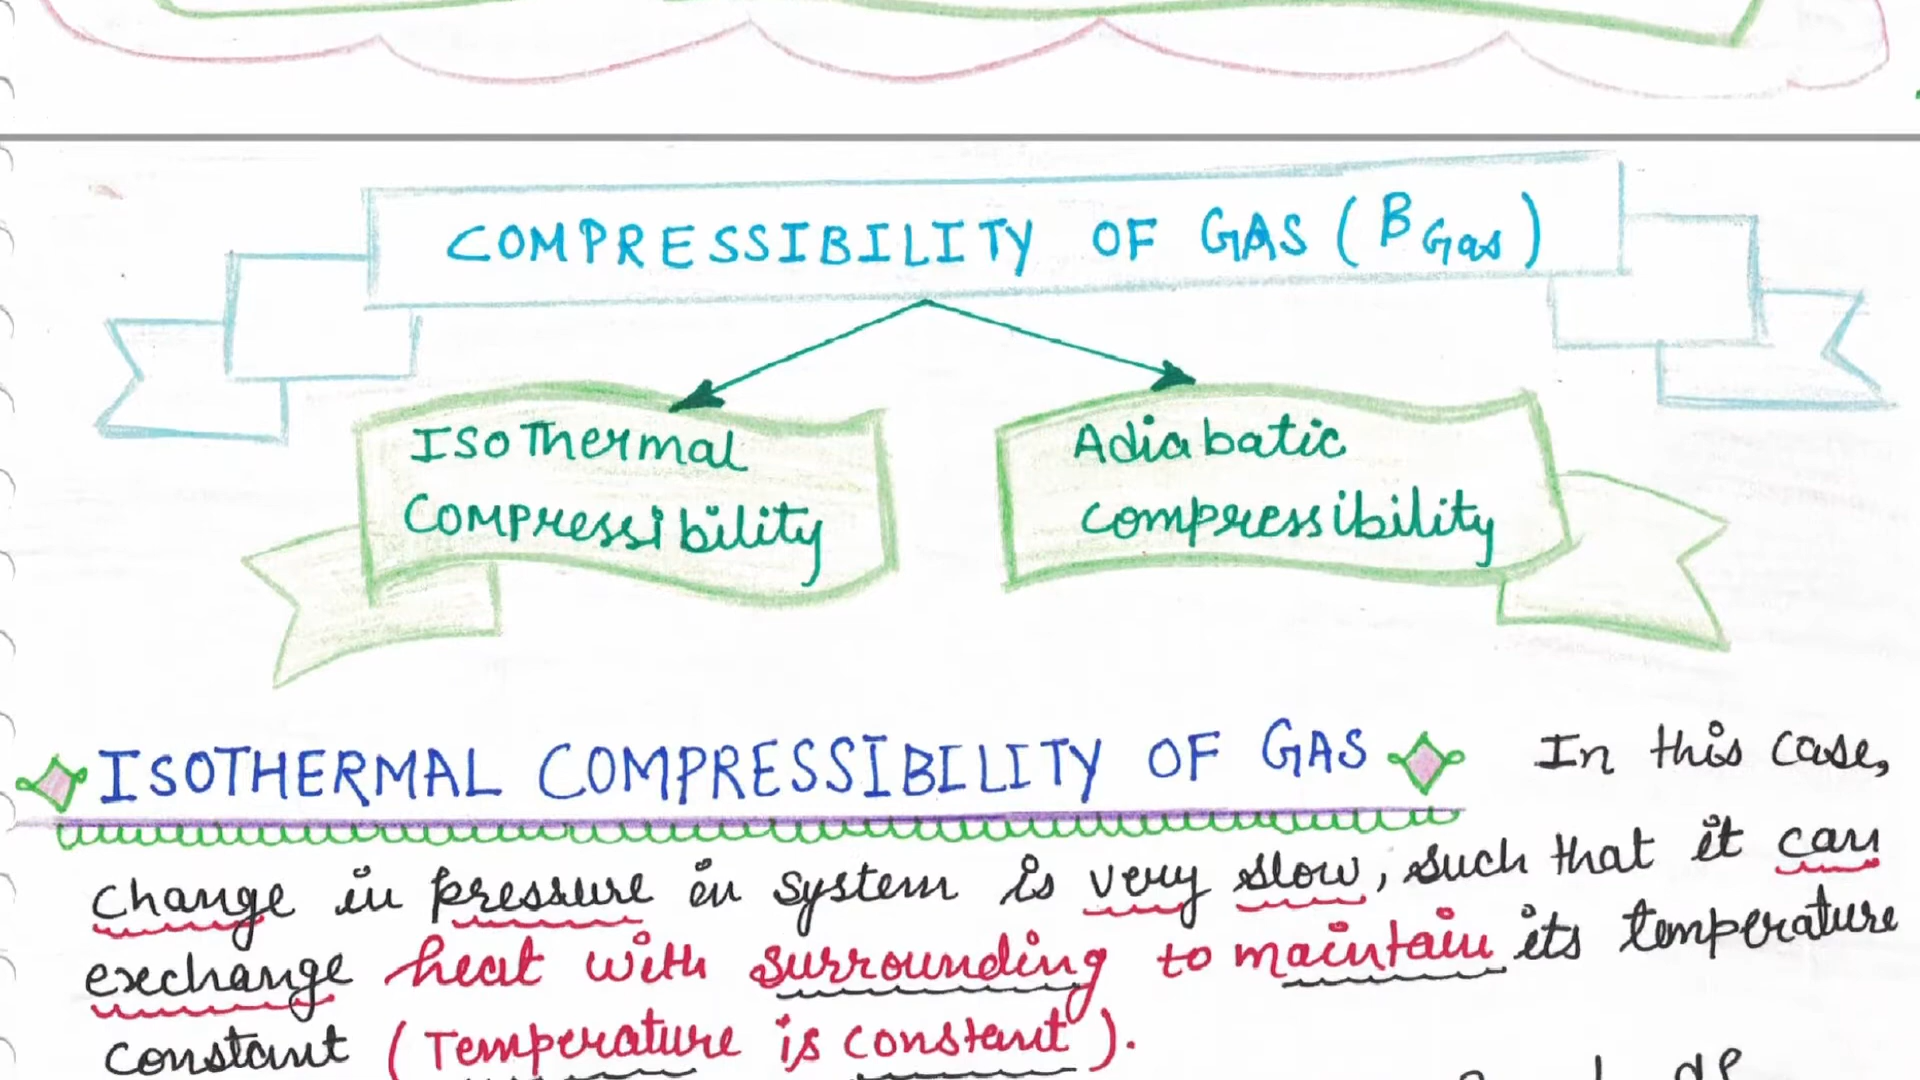 COMPRESSIBILITY OF GAS (B Gas)
Isothermal
Compressibility
Adiabatic
compressibility
ISOTHERMAL COMPRESSIBILITY OF GAS In this case,
change in pressure in system is very slow, such that it can
exchange heat with surrounding to maintain its temperature
constant (Temperature is constant).